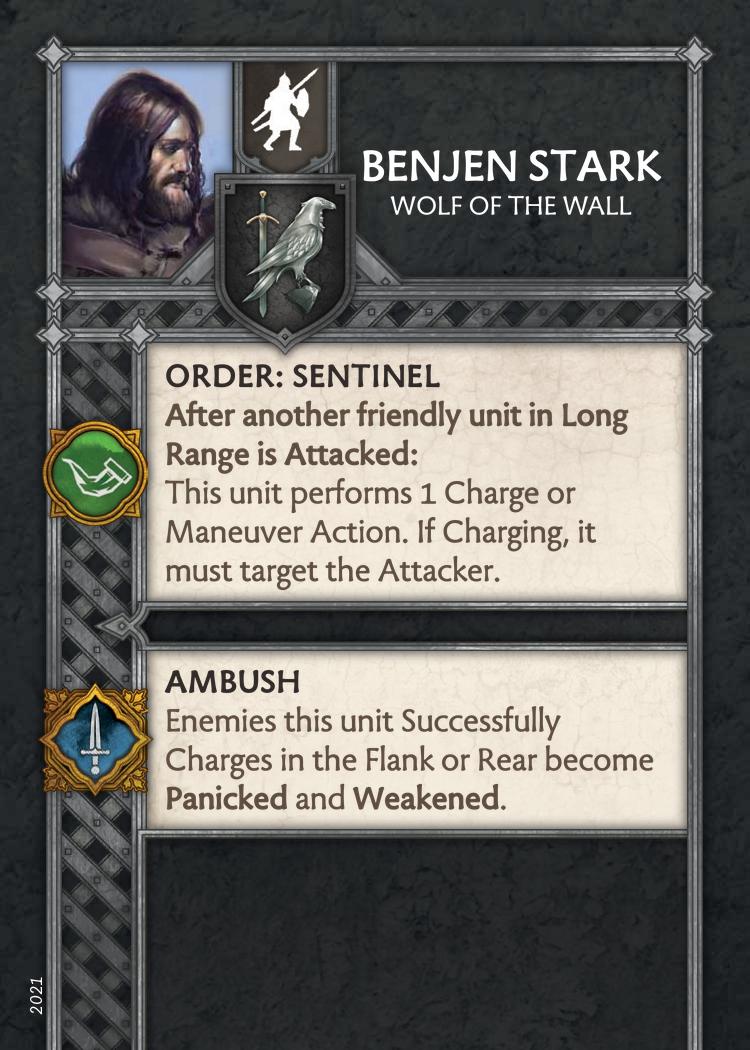 BENJEN STARK
WOLF OF THE WALL
ORDER: SENTINEL
After another friendly unit in Long
Range is Attacked:
This unit performs 1 Charge or
Maneuver Action. If Charging, it
must target the Attacker.
AMBUSH
Enemies this unit Successfully
Charges in the Flank or Rear become
Panicked and Weakened.
2021